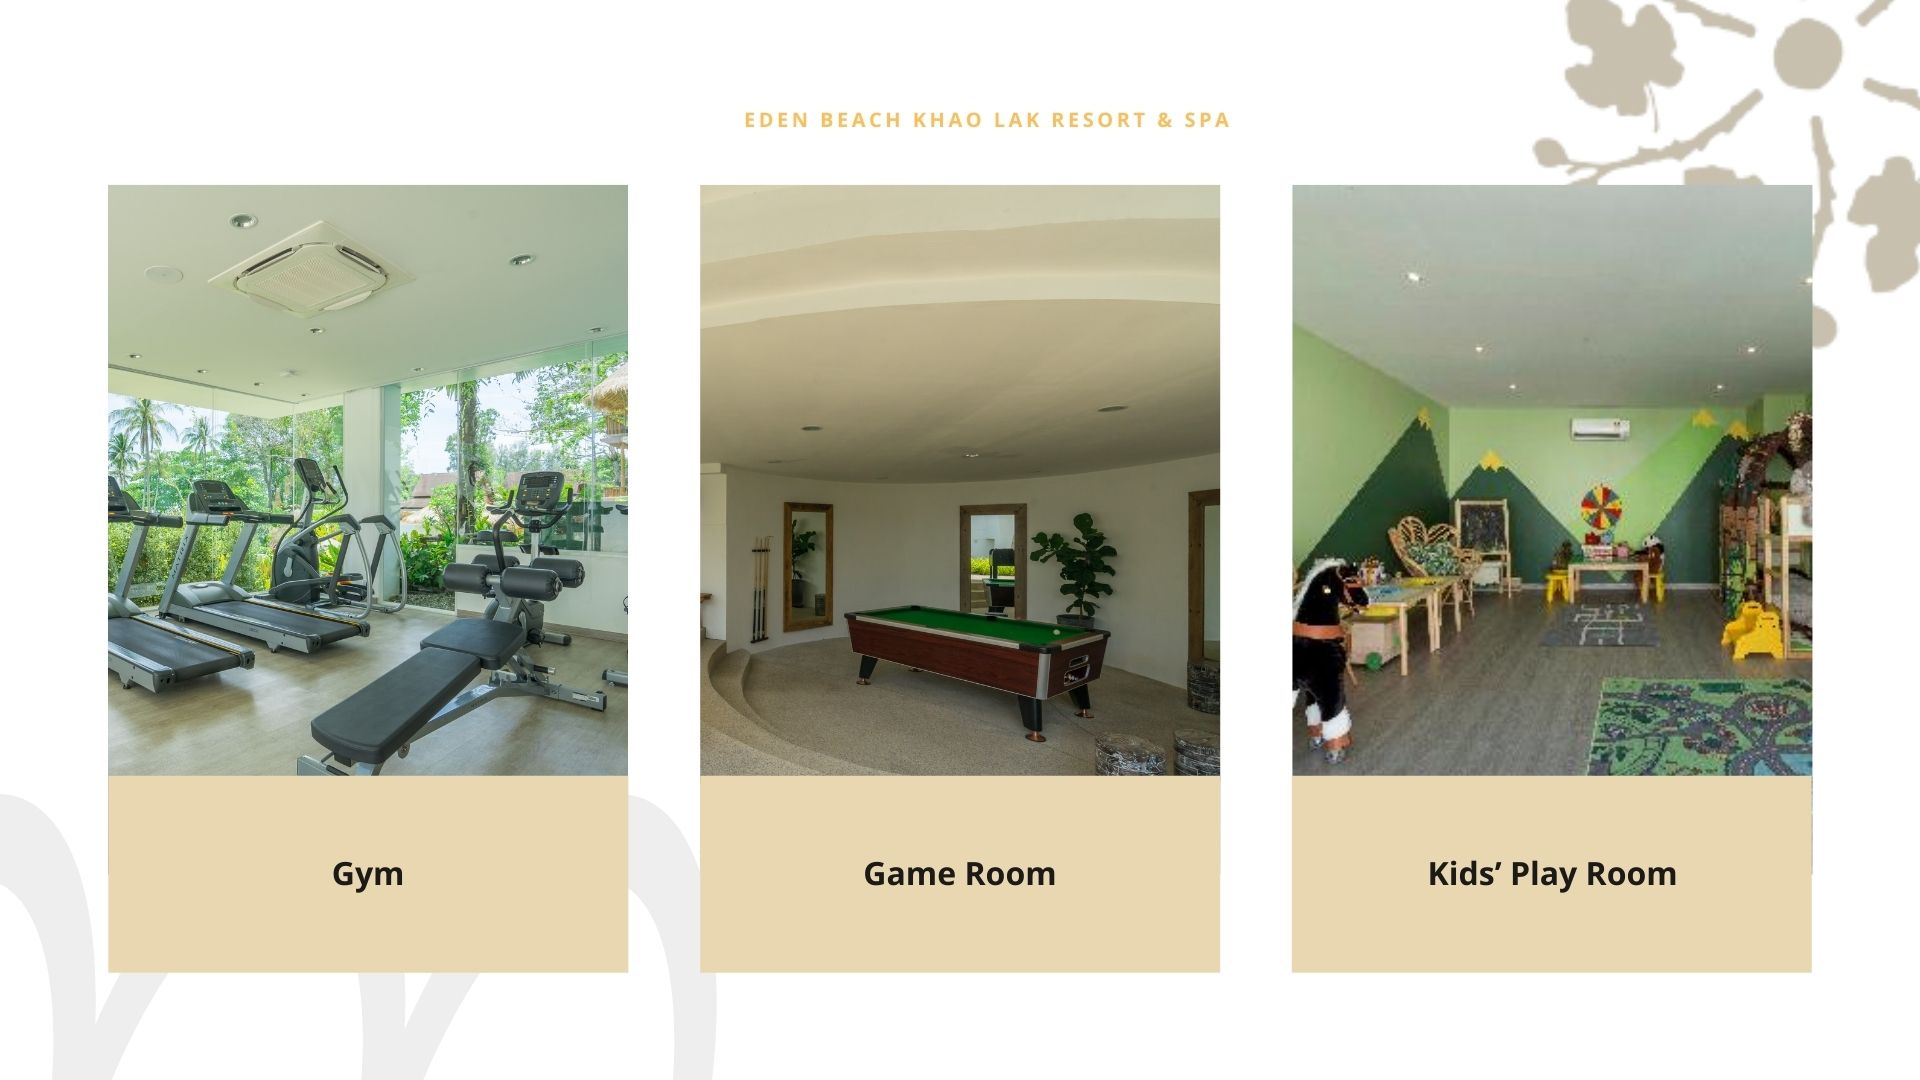 EDEN BEACH KHAO LAK RESORT & SPA
Gym
Game Room
Kids’ Play Room